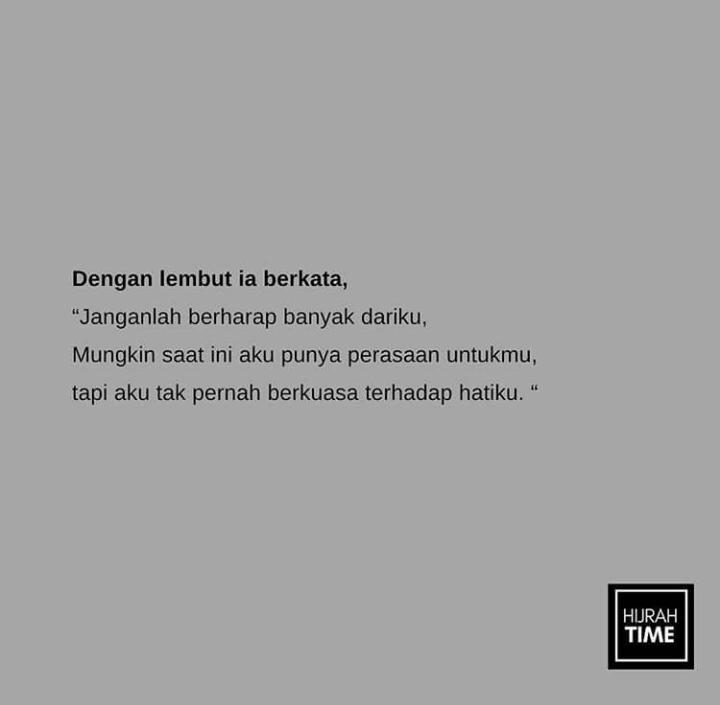 Dengan lembut ia berkata,
“Janganlah berharap banyak dariku,
Mungkin saat ini aku punya perasaan untukmu,
tapi aku tak pernah berkuasa terhadap hatiku. “
HIJRAH
TIME